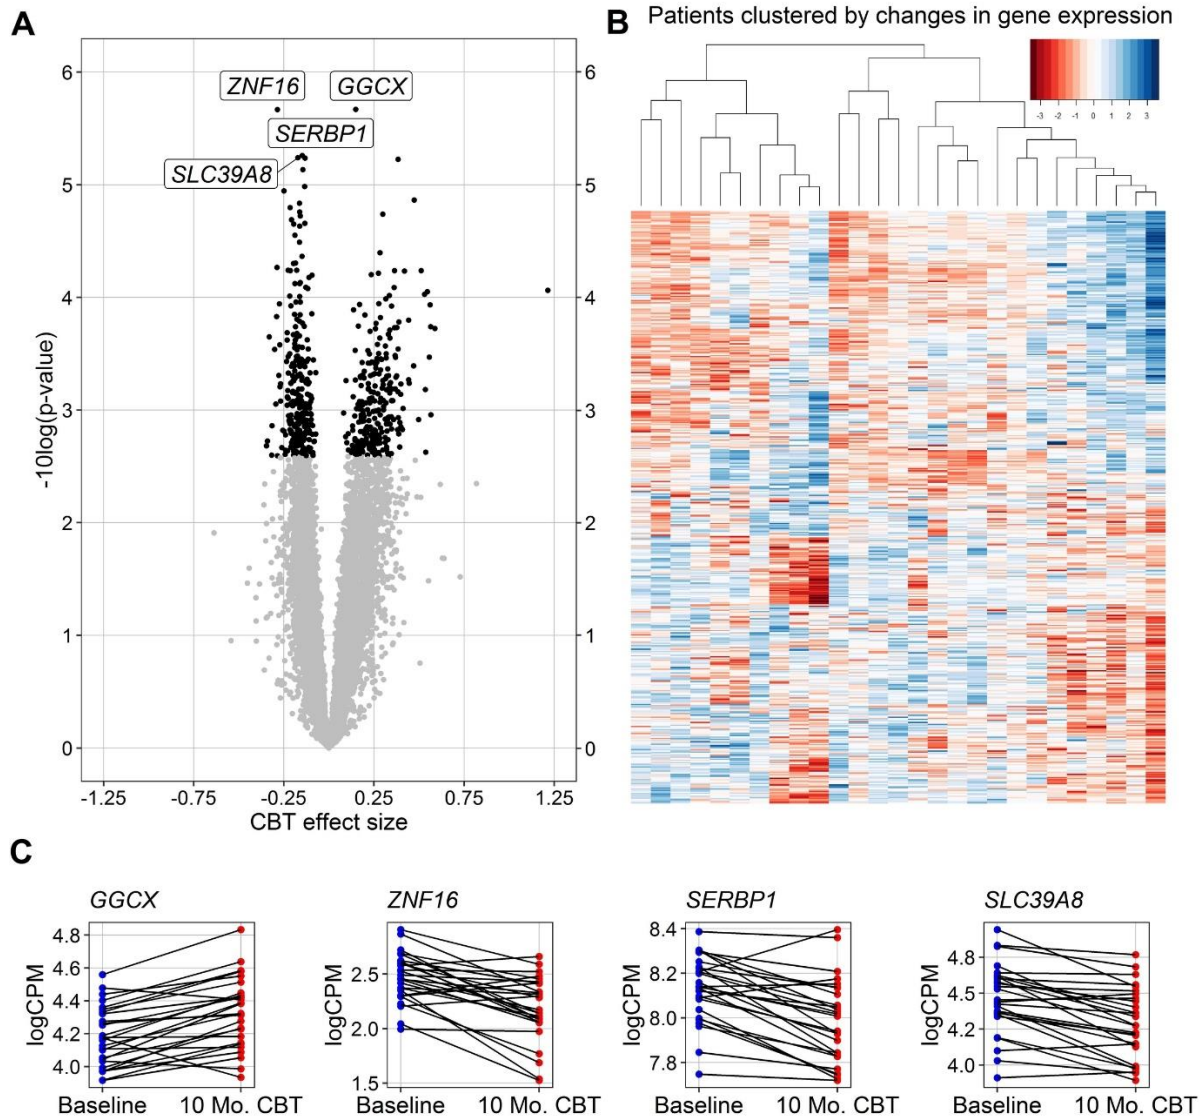 A
B
Patients clustered by changes in gene expression
-3 -2 -1 0 1 2 3
6 6
ZNF16 GGCX
SERBP1
SLC39A8
5 5
4 4
-10log(p-value)
3 3
2 2
1 1
0 0
-1.25 -0.75 -0.25 0.25 0.75 1.25
CBT effect size
C
GGCX
logCPM
4.8
4.6
4.4
4.2
4.0
Baseline 10 Mo. CBT
ZNF16
logCPM
2.5
2.0
1.5
Baseline 10 Mo. CBT
SERBP1
logCPM
8.4
8.2
8.0
7.8
Baseline 10 Mo. CBT
SLC39A8
logCPM
4.8
4.5
4.2
4.0
Baseline 10 Mo. CBT